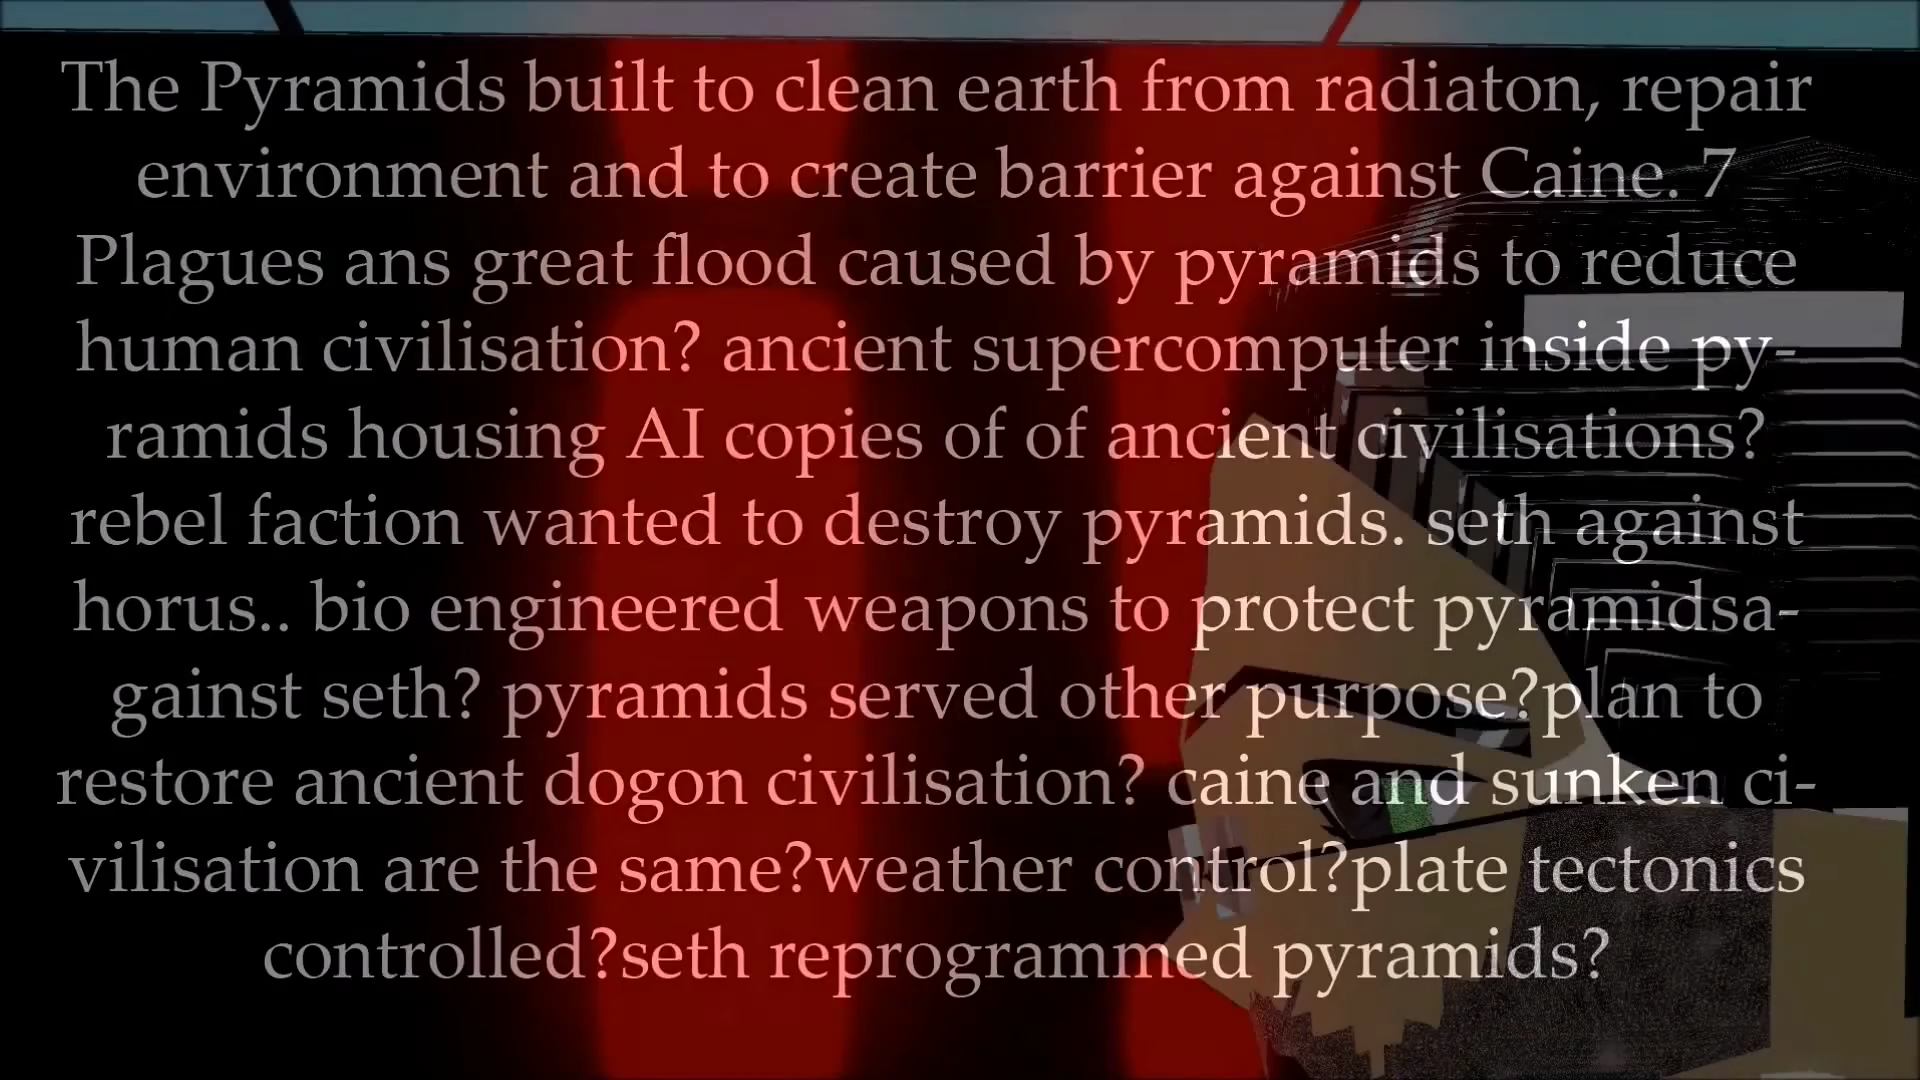 The Pyramids built to clean earth from radiaton, repair
environment and to create barrier against Caine. 7
Plagues ans great flood caused by pyramids to reduce
human civilisation? ancient supercomputer inside py-
ramids housing AI copies of of ancient civilisations?
rebel faction wanted to destroy pyramids. seth against
horus.. bio engineered weapons to protect pyramidsa-
gainst seth? pyramids served other purpose?plan to
restore ancient dogon civilisation? caine and sunken ci-
vilisation are the same?weather control?plate tectonics
controlled?seth reprogrammed pyramids?